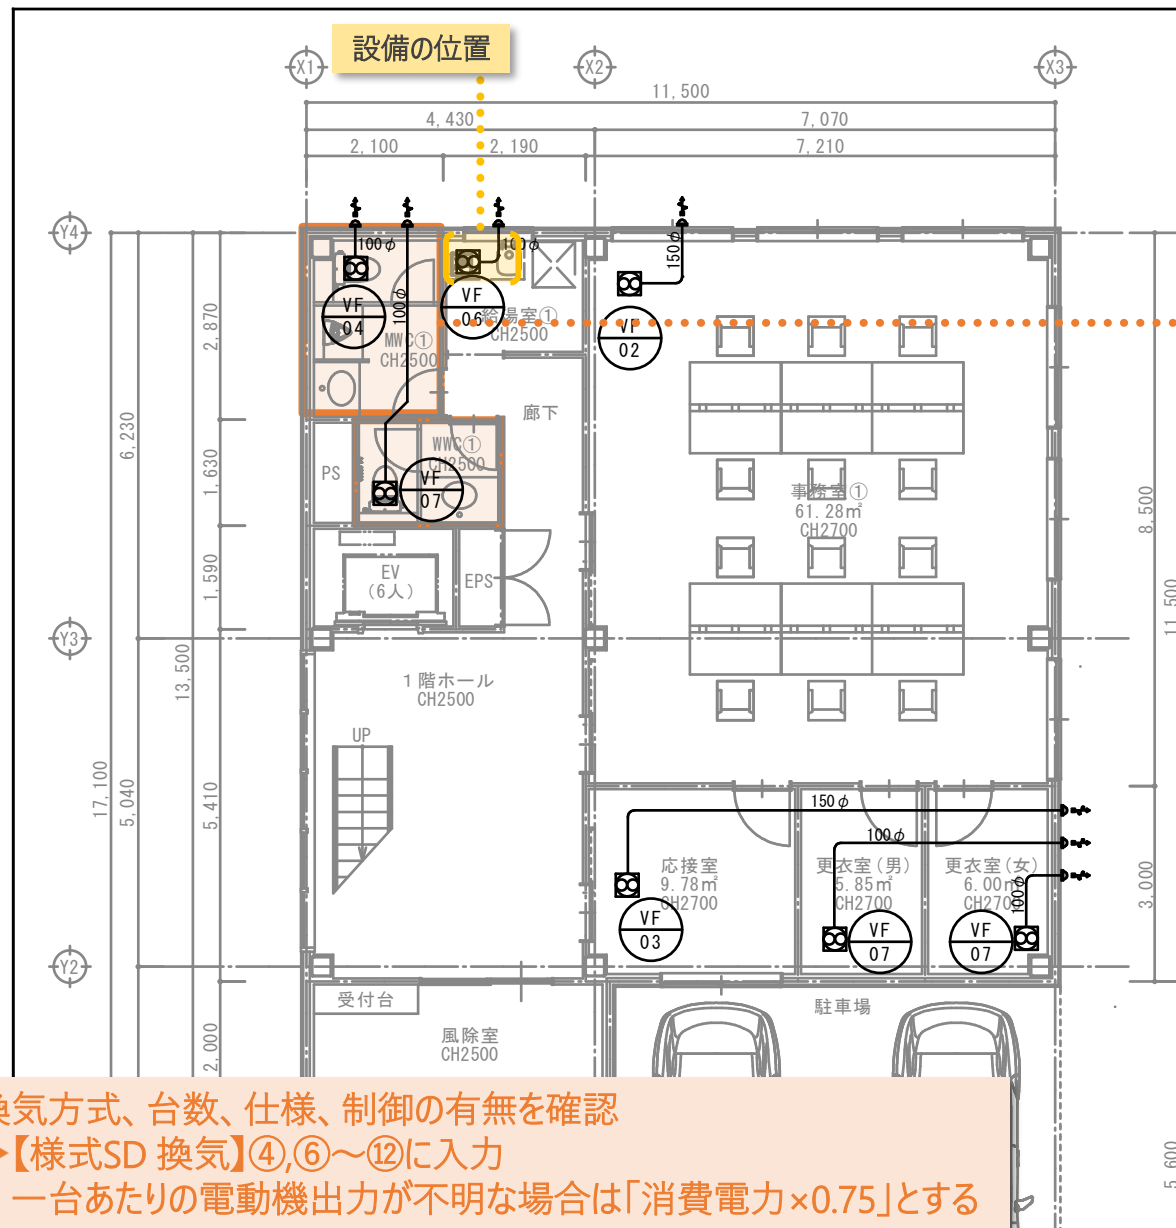 設備の位置
X1
X2
X3
11,500
4,430
7,070
2,100
2,190
7,210
Y4
100φ
100φ
150φ
VF
04
100φ
VF
06
給湯室①
CH2500
VF
02
MWC①
CH2500
2,870
廊下
6,230
WWC①
CH2500
PS
VF
07
1,630
事務室①
61.28㎡
CH2700
8,500
EV
(6人)
EPS
1,590
11,500
Y3
13,500
1階ホール
CH2500
UP
17,100
5,040
5,410
150φ
100φ
応接室
9.78㎡
CH2700
更衣室(男)
5.85㎡
CH2700
更衣室(女)
6.00㎡
CH2700
100φ
3,000
VF
03
VF
07
VF
07
Y2
受付台
駐車場
風除室
CH2500
2,000
換気方式、台数、仕様、制御の有無を確認
➔【様式SD 換気】④,⑥～⑫に入力
一台あたりの電動機出力が不明な場合は「消費電力×0.75」とする
5,600